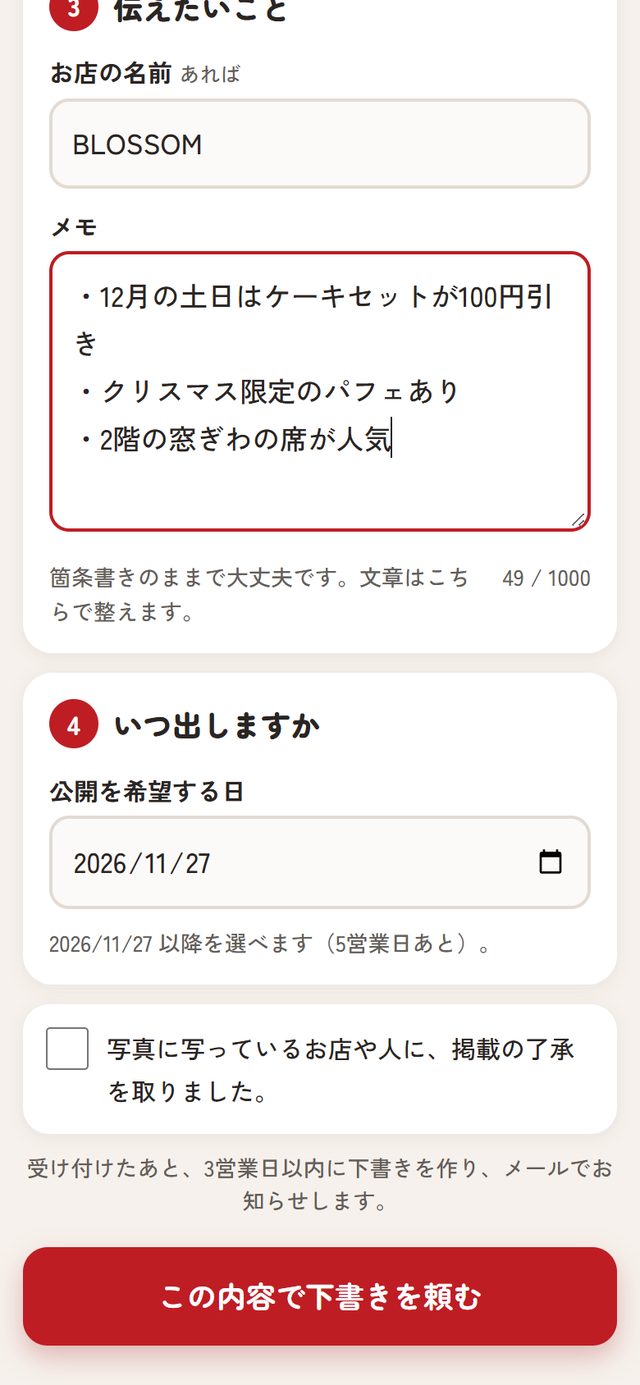 3 伝えたいこと
お店の名前 あれば
BLOSSOM
メモ
・12月の土日はケーキセットが100円引
き
・クリスマス限定のパフェあり
・2階の窓ぎわの席が人気
箇条書きのままで大丈夫です。文章はこち 49 / 1000
らで整えます。
4 いつ出しますか
公開を希望する日
2026/11/27
2026/11/27 以降を選べます（5営業日あと）。
写真に写っているお店や人に、掲載の了承
を取りました。
受け付けたあと、3営業日以内に下書きを作り、メールでお
知らせします。
この内容で下書きを頼む